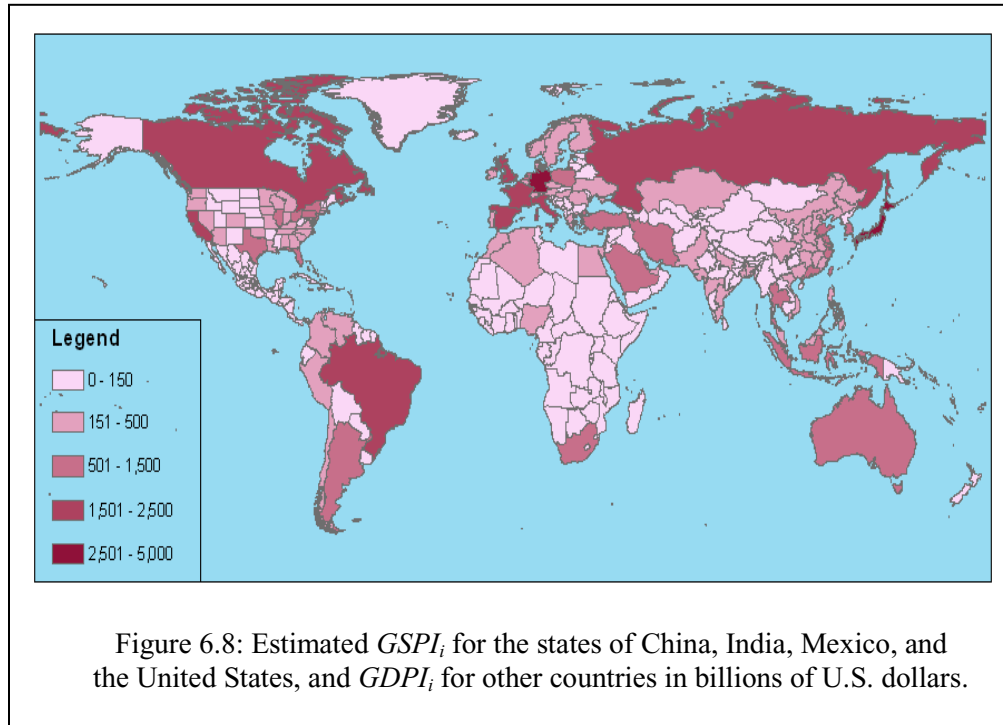 Legend
0 - 150
151 - 500
501 - 1,500
1,501 - 2,500
2,501 - 5,000
Figure 6.8: Estimated GSPIi for the states of China, India, Mexico, and
the United States, and GDPIi for other countries in billions of U.S. dollars.